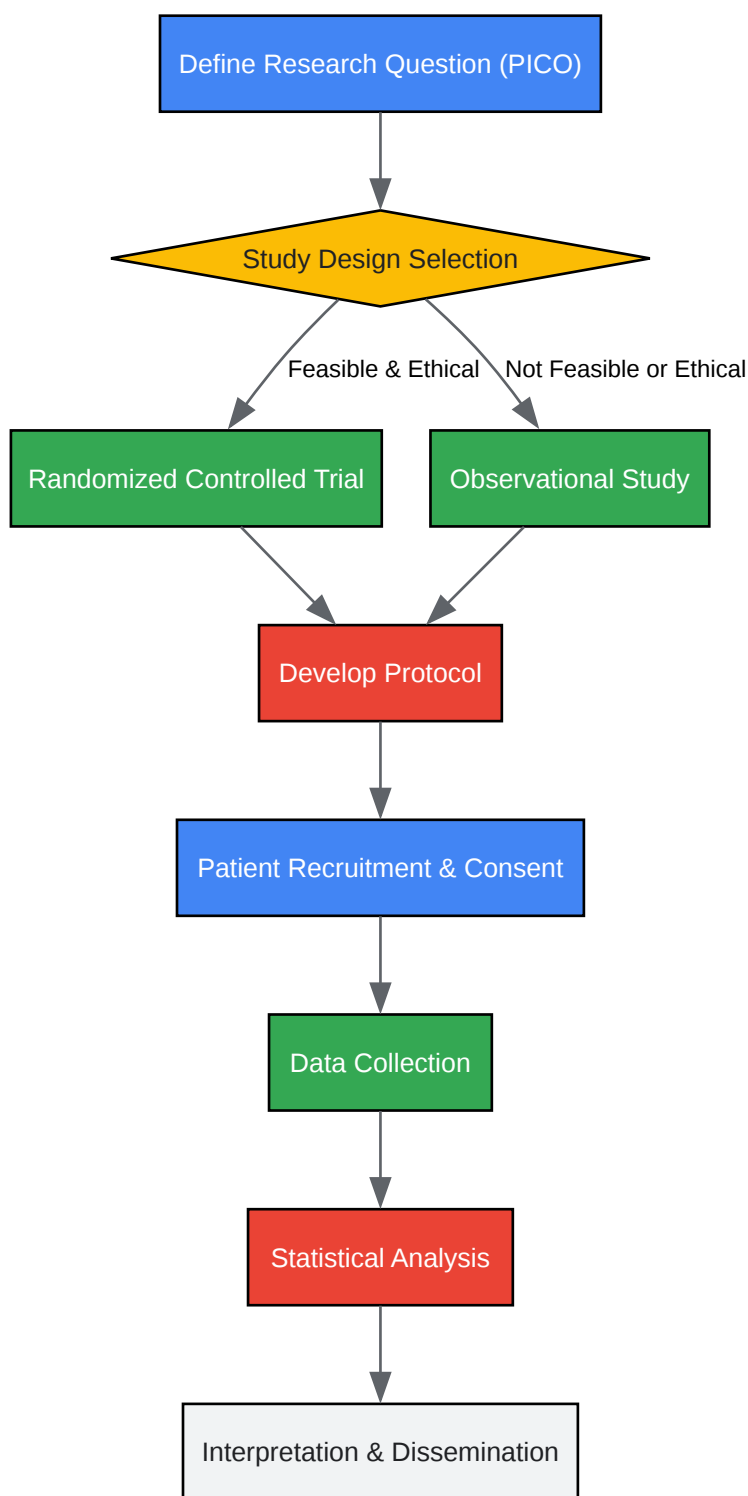 Define Research Question (PICO)
Study Design Selection
Feasible & Ethical
Not Feasible or Ethical
Randomized Controlled Trial
Observational Study
Develop Protocol
Patient Recruitment & Consent
Data Collection
Statistical Analysis
Interpretation & Dissemination